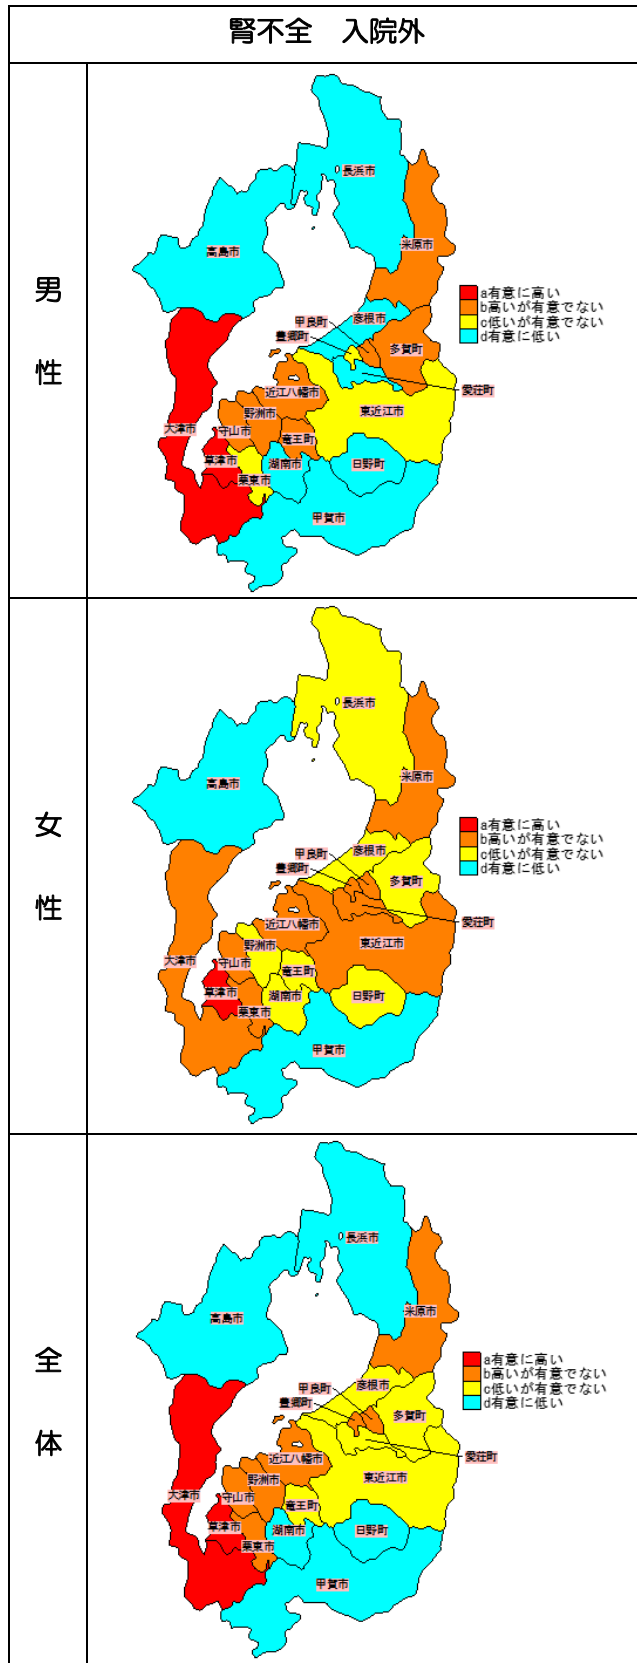 腎不全　入院外
男
性
長浜市
米原市
高島市
a有意に高い
b高いが有意でない
c低いが有意でない
d有意に低い
彦根市
甲良町
豊郷町
多賀町
愛荘町
近江八幡市
東近江市
野洲市
大津市
守山市
竜王町
草津市
湖南市
日野町
栗東市
甲賀市
女
性
長浜市
米原市
高島市
a有意に高い
b高いが有意でない
c低いが有意でない
d有意に低い
彦根市
甲良町
豊郷町
多賀町
愛荘町
近江八幡市
東近江市
野洲市
大津市
守山市
竜王町
草津市
湖南市
日野町
栗東市
甲賀市
全
体
長浜市
米原市
高島市
a有意に高い
b高いが有意でない
c低いが有意でない
d有意に低い
彦根市
甲良町
豊郷町
多賀町
愛荘町
近江八幡市
東近江市
野洲市
大津市
守山市
竜王町
草津市
湖南市
日野町
栗東市
甲賀市